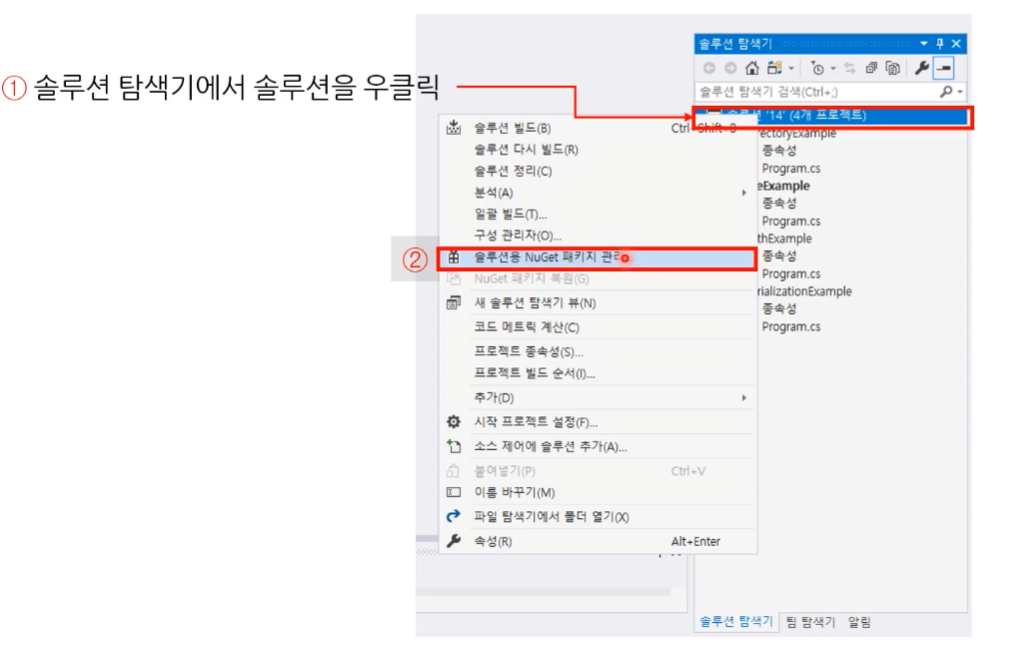 솔루션 탐색기
① 솔루션 탐색기에서 솔루션을 우클릭
솔루션 탐색기 검색(Ctrl+;)
'14' (4개 프로젝트)
솔루션 빌드(B) Ctrl+Shift+B
솔루션 다시 빌드(R)
솔루션 정리(C)
분석(A)
일괄 빌드(T)...
구성 관리자(O)...
② 솔루션용 NuGet 패키지
NuGet 패키지 복원(G)
새 솔루션 탐색기 뷰(N)
코드 메트릭 계산(C)
프로젝트 종속성(S)...
프로젝트 빌드 순서(I)...
추가(D)
시작 프로젝트 설정(F)...
소스 제어에 솔루션 추가(A)...
붙여넣기(P) Ctrl+V
이름 바꾸기(M)
파일 탐색기에서 폴더 열기(X)
속성(R) Alt+Enter
ectoryExample
종속성
Program.cs
eExample
종속성
Program.cs
thExample
종속성
Program.cs
rializationExample
종속성
Program.cs
솔루션 탐색기 팀 탐색기 알림